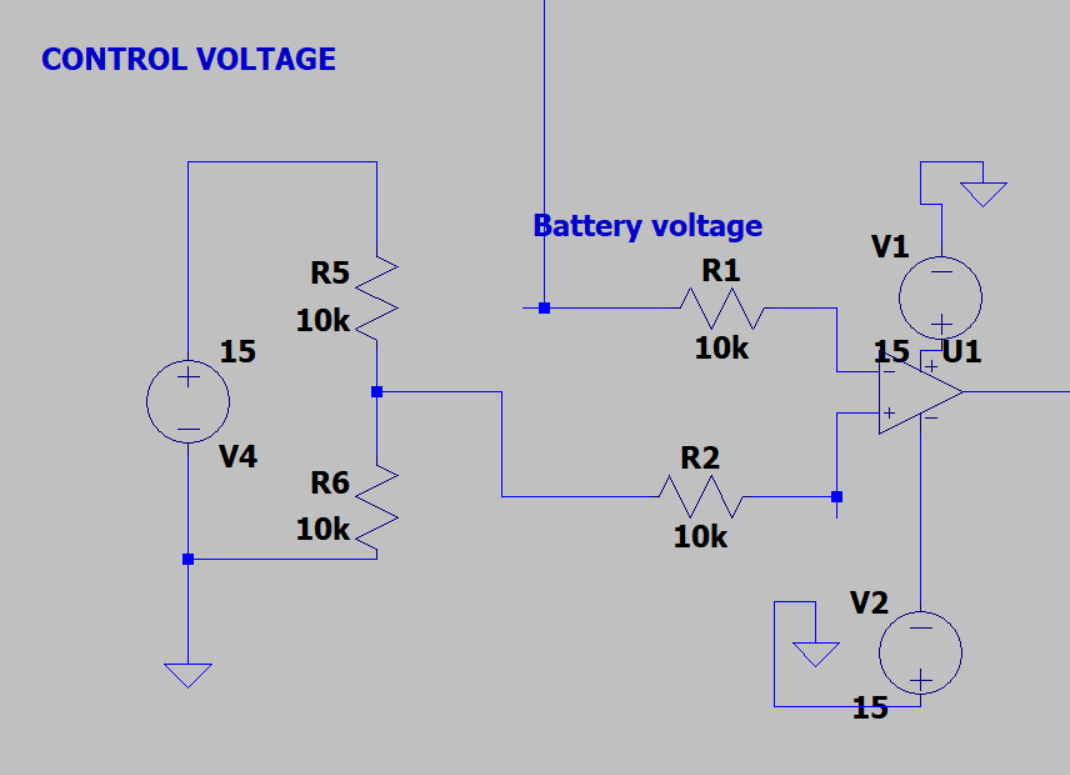 CONTROL VOLTAGE
Battery voltage
V1
R1
R5
10k
15
10k
15
U1
V4
R2
R6
10k
10k
V2
15